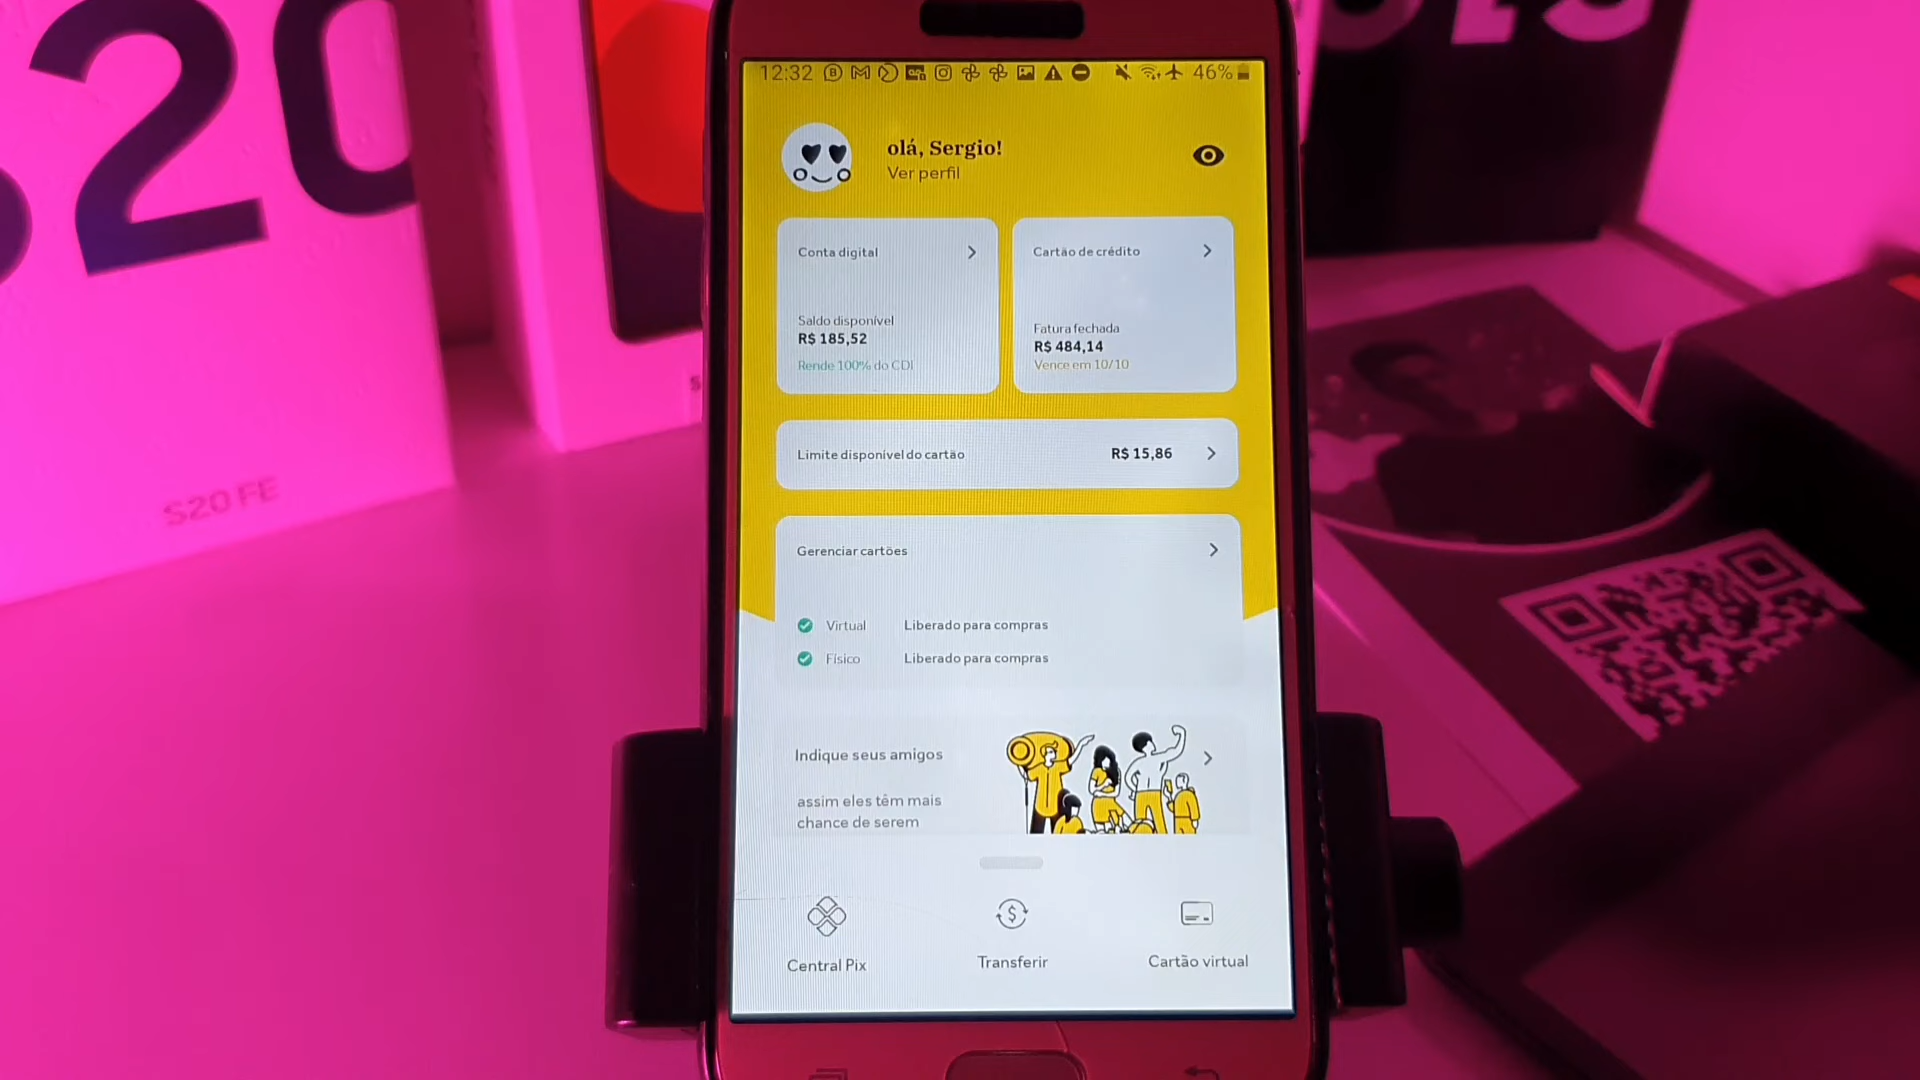 S20
S20 FE
12:32
46%
olá, Sergio!
Ver perfil
Conta digital
Cartão de crédito
Saldo disponível
R$ 185,52
Rende 100% do CDI
Fatura fechada
R$ 484,14
Vence em 10/10
Limite disponível do cartão
R$ 15,86
Gerenciar cartões
Virtual
Liberado para compras
Físico
Liberado para compras
Indique seus amigos
assim eles têm mais
chance de serem
Central Pix
Transferir
Cartão virtual